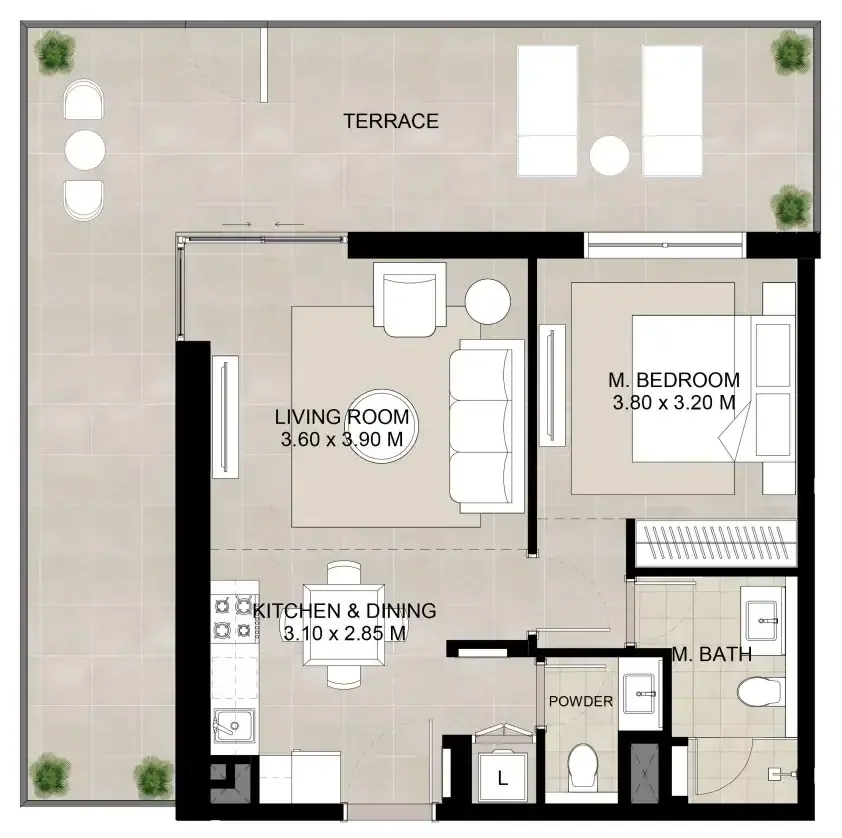 TERRACE
M. BEDROOM
3.80 x 3.20 M
LIVING ROOM
3.60 x 3.90 M
KITCHEN & DINING
3.10 x 2.85 M
M. BATH
POWDER
L